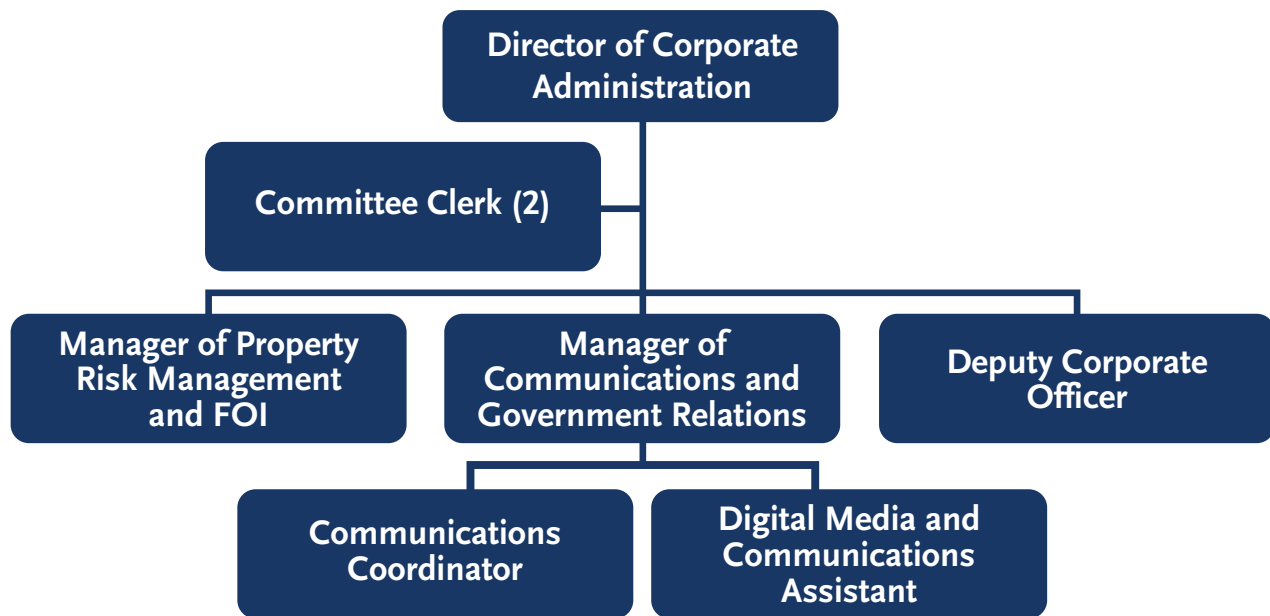 Director of Corporate
Administration
Committee Clerk (2)
Manager of Property
Risk Management
and FOI
Manager of
Communications and
Government Relations
Deputy Corporate
Officer
Communications
Coordinator
Digital Media and
Communications
Assistant